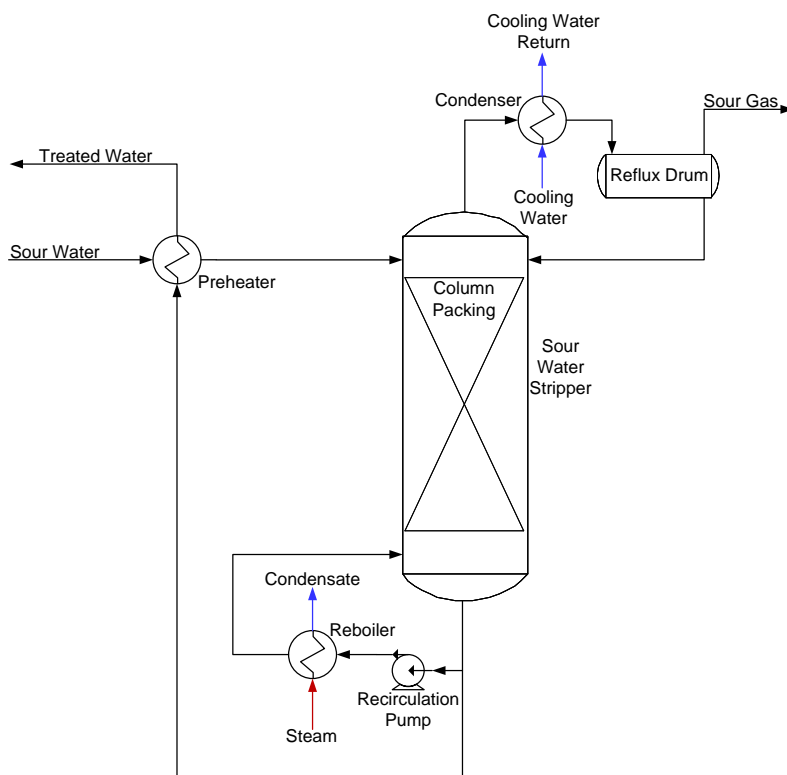 Cooling Water
Return
Condenser
Sour Gas
Treated Water
Reflux Drum
Cooling
Water
Sour Water
Preheater
Column
Packing
Sour
Water
Stripper
Condensate
Reboiler
Recirculation
Pump
Steam